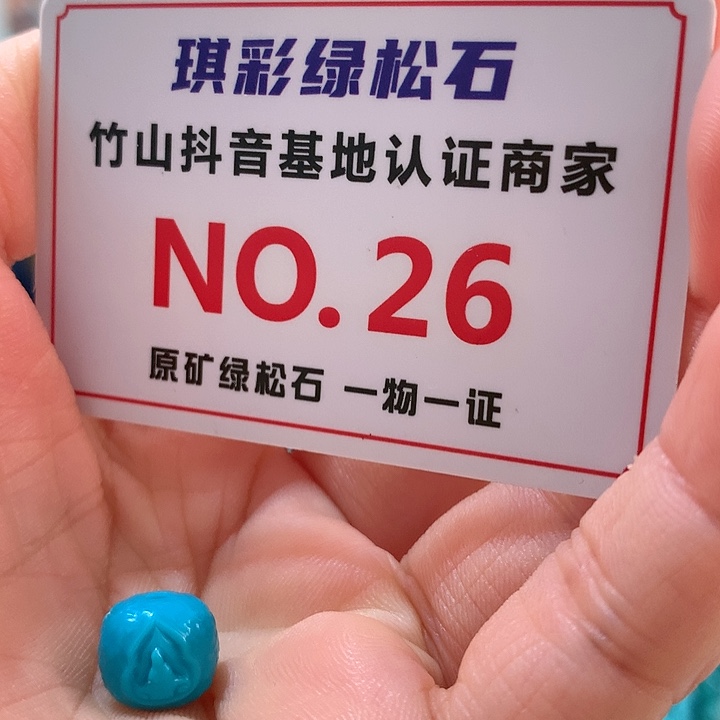 琪彩绿松石
竹山抖音基地认证商家
NO.26
原矿绿松石 一物一证